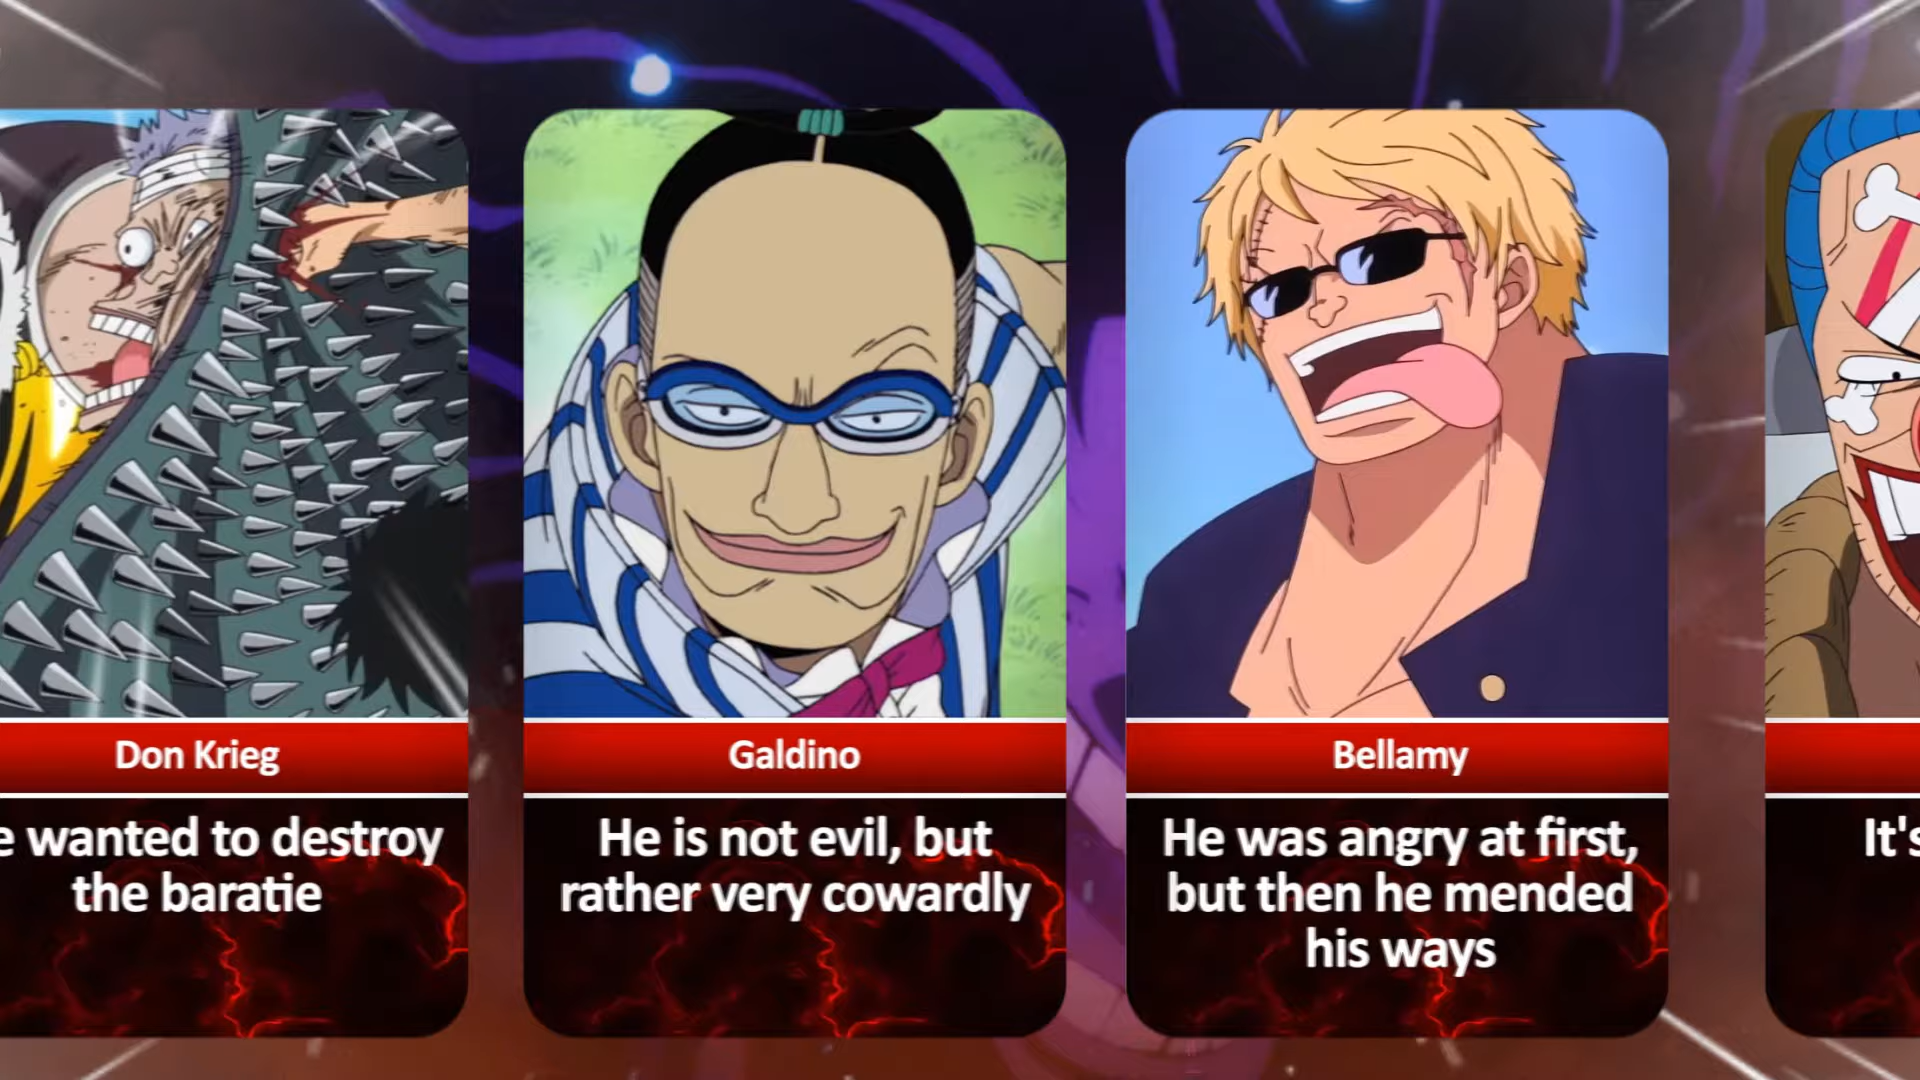 Don Krieg
e wanted to destroy
the baratie
Galdino
He is not evil, but
rather very cowardly
Bellamy
He was angry at first,
but then he mended
his ways
It's